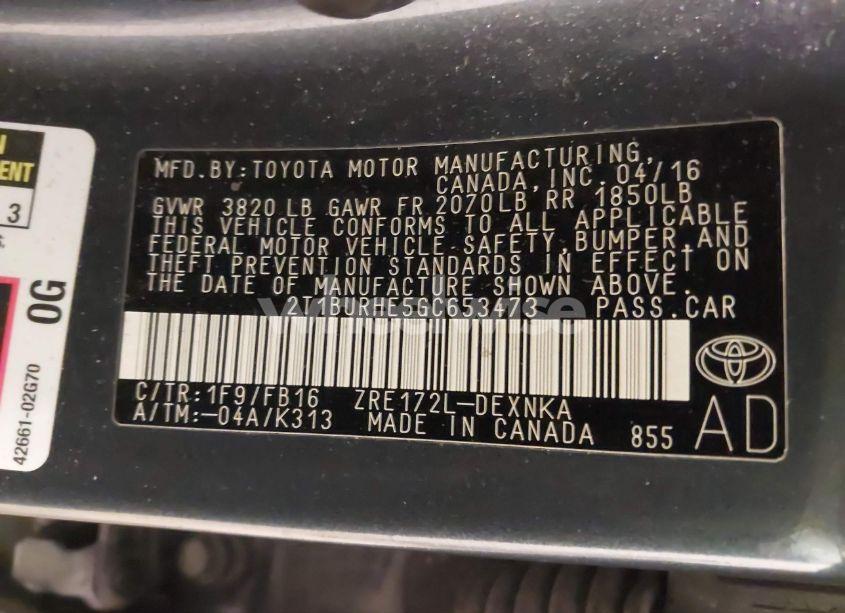 MFD.BY:TOYOTA MOTOR MANUFACTURING,
CANADA, INC. 04/16
GVWR 3820 LB GAWR FR 2070LB RR 1850LB
THIS VEHICLE CONFORMS TO ALL APPLICABLE
FEDERAL MOTOR VEHICLE SAFETY, BUMPER, AND
THEFT PREVENTION STANDARDS IN EFFECT ON
THE DATE OF MANUFACTURE SHOWN ABOVE.
2T1BURHE5GC653473 PASS.CAR
C/TR:1F9/FB16 ZRE172L-DEXNKA
A/TM:-04A/K313 MADE IN CANADA 855 AD
3
0G
42661-02G70